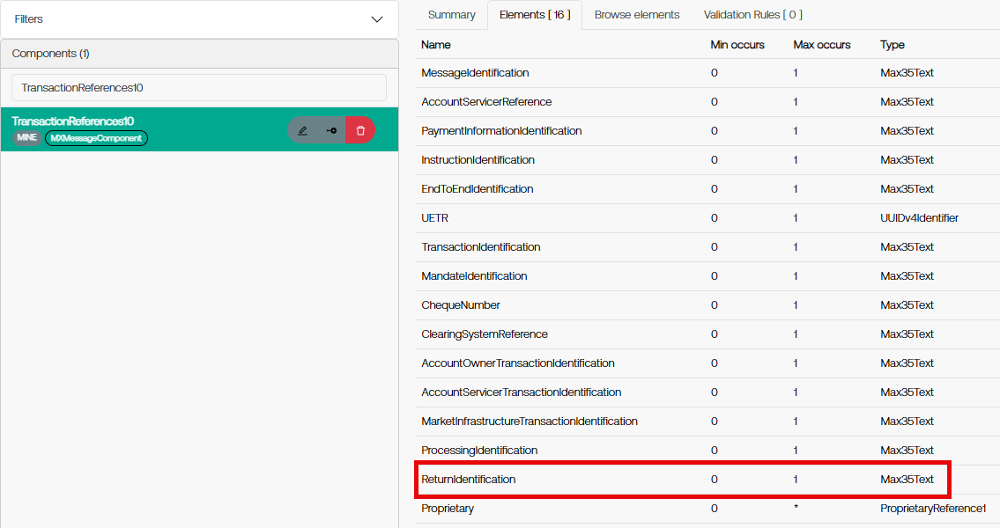 Filters
Components (1)
TransactionReferences10
TransactionReferences10
MINE MXMessageComponent
Summary Elements [ 16 ] Browse elements Validation Rules [ 0 ]
Name Min occurs Max occurs Type
MessageIdentification 0 1 Max35Text
AccountServicerReference 0 1 Max35Text
PaymentInformationIdentification 0 1 Max35Text
InstructionIdentification 0 1 Max35Text
EndToEndIdentification 0 1 Max35Text
UETR 0 1 UUIDv4Identifier
TransactionIdentification 0 1 Max35Text
MandateIdentification 0 1 Max35Text
ChequeNumber 0 1 Max35Text
ClearingSystemReference 0 1 Max35Text
AccountOwnerTransactionIdentification 0 1 Max35Text
AccountServicerTransactionIdentification 0 1 Max35Text
MarketInfrastructureTransactionIdentification 0 1 Max35Text
ProcessingIdentification 0 1 Max35Text
ReturnIdentification 0 1 Max35Text
Proprietary 0 * ProprietaryReference1